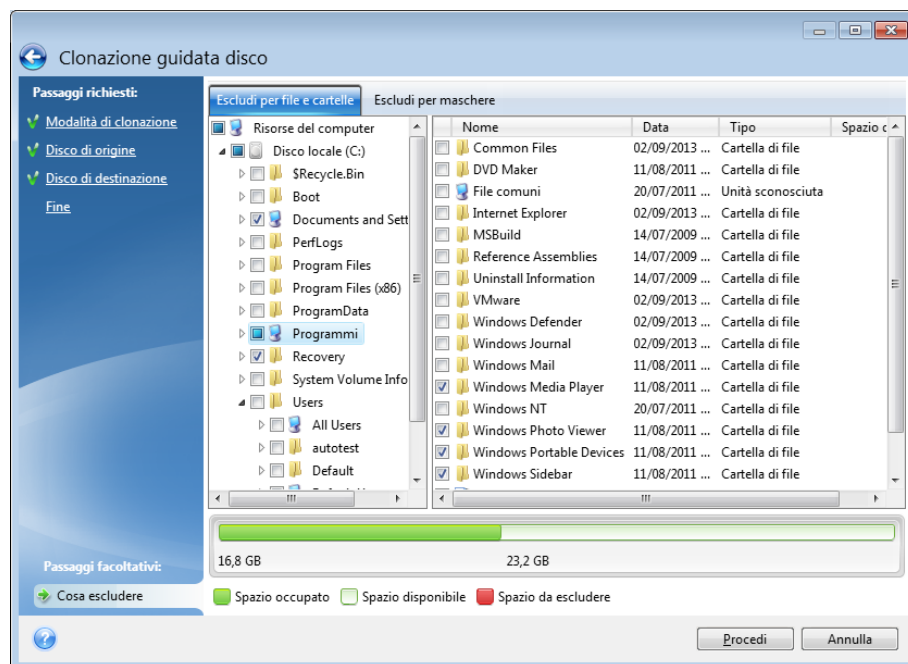 Clonazione guidata disco
Passaggi richiesti:
Modalità di clonazione
Disco di origine
Disco di destinazione
Fine
Passaggi facoltativi:
Cosa escludere
Escludi per file e cartelle Escludi per maschere
Risorse del computer
Disco locale (C:)
$Recycle.Bin
Boot
Documents and Sett
PerfLogs
Program Files
Program Files (x86)
ProgramData
Programmi
Recovery
System Volume Info
Users
All Users
autotest
Default
Nome Data Tipo Spazio
Common Files 02/09/2013 ... Cartella di file
DVD Maker 11/08/2011 ... Cartella di file
File comuni 20/07/2011 ... Unità sconosciuta
Internet Explorer 02/09/2013 ... Cartella di file
MSBuild 14/07/2009 ... Cartella di file
Reference Assemblies 14/07/2009 ... Cartella di file
Uninstall Information 14/07/2009 ... Cartella di file
VMware 02/09/2013 ... Cartella di file
Windows Defender 02/09/2013 ... Cartella di file
Windows Journal 02/09/2013 ... Cartella di file
Windows Mail 11/08/2011 ... Cartella di file
Windows Media Player 11/08/2011 ... Cartella di file
Windows NT 20/07/2011 ... Cartella di file
Windows Photo Viewer 11/08/2011 ... Cartella di file
Windows Portable Devices 11/08/2011 ... Cartella di file
Windows Sidebar 11/08/2011 ... Cartella di file
16,8 GB 23,2 GB
Spazio occupato Spazio disponibile Spazio da escludere
Procedi Annulla